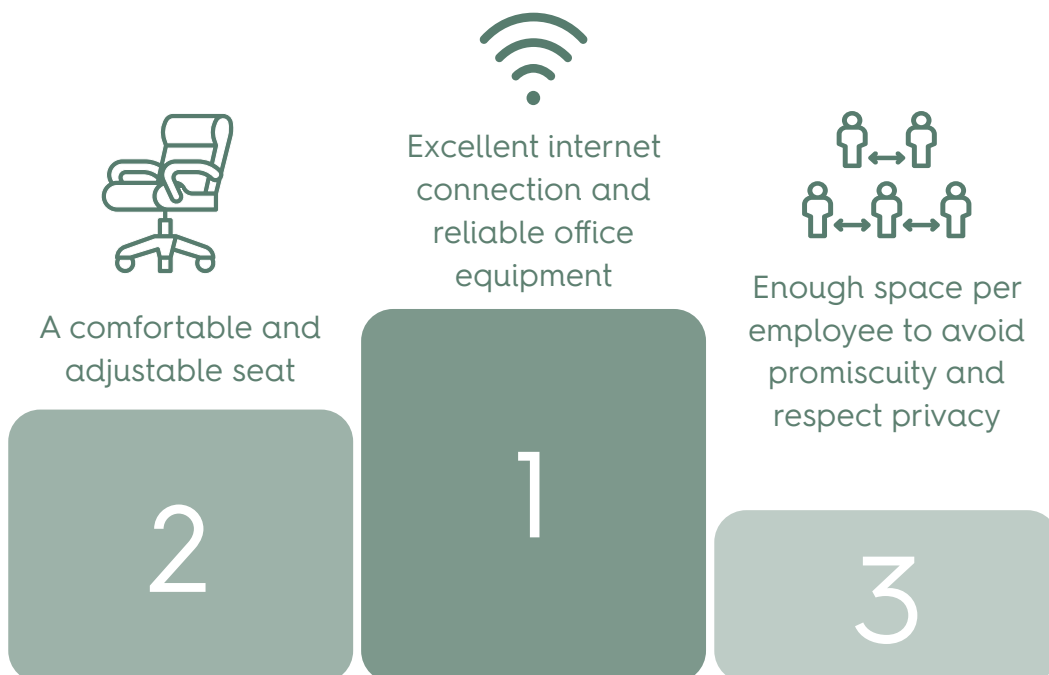 Excellent internet
connection and
reliable office
equipment
A comfortable and
adjustable seat
Enough space per
employee to avoid
promiscuity and
respect privacy
2
1
3